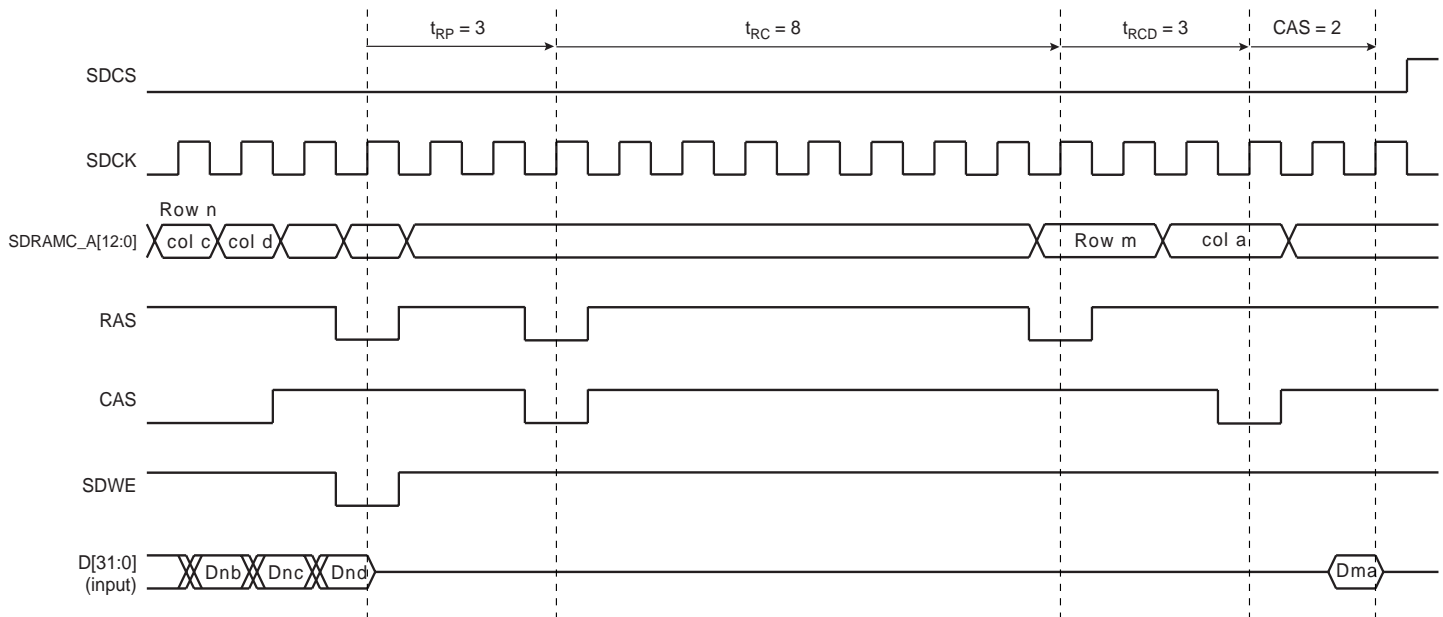 tRP = 3
tRC = 8
tRCD = 3
CAS = 2
SDCS
SDCK
Row n
SDRAMC_A[12:0]
col c
col d
Row m
col a
RAS
CAS
SDWE
D[31:0]
(input)
Dnb
Dnc
Dnd
Dma